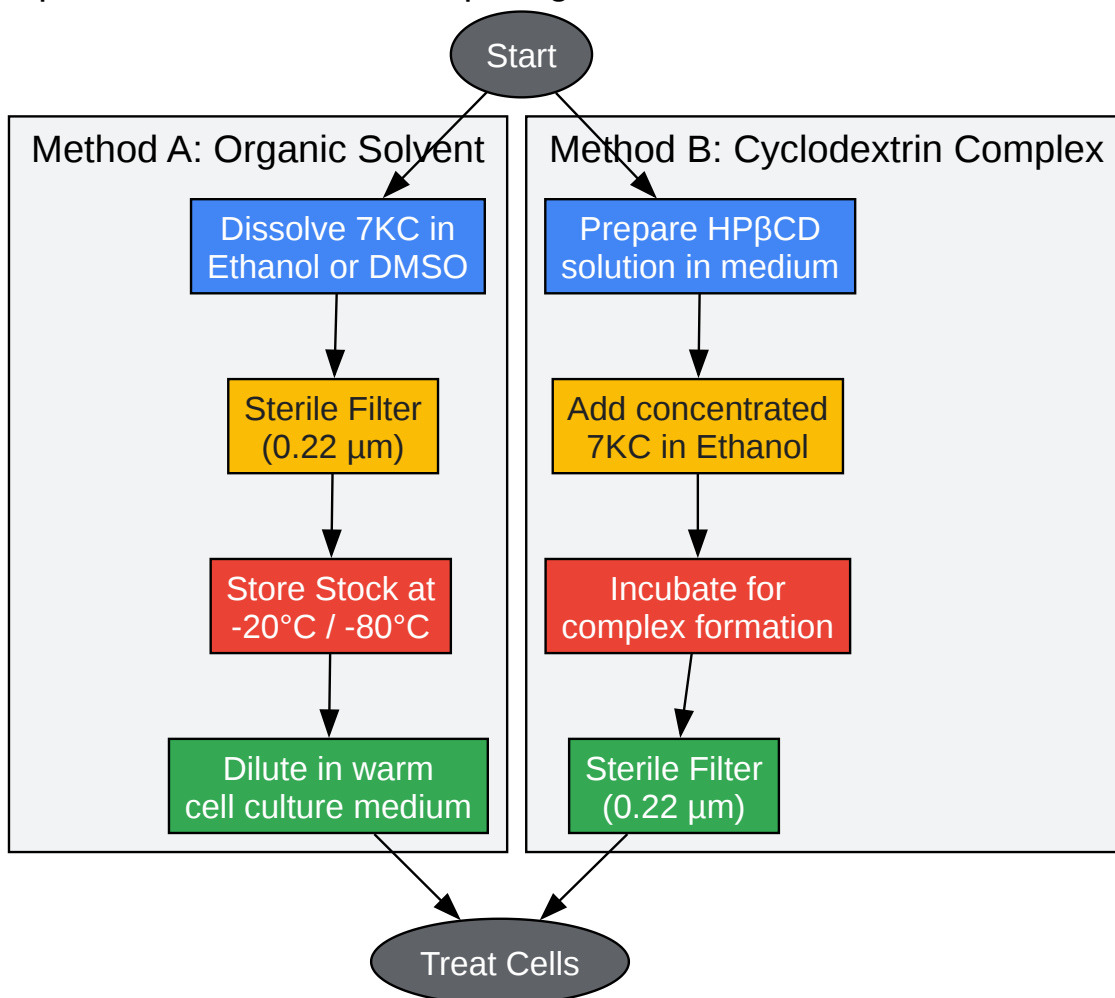 Start
Method A: Organic Solvent
Dissolve 7KC in
Ethanol or DMSO
Sterile Filter
(0.22 µm)
Store Stock at
-20°C / -80°C
Dilute in warm
cell culture medium
Method B: Cyclodextrin Complex
Prepare HPβCD
solution in medium
Add concentrated
7KC in Ethanol
Incubate for
complex formation
Sterile Filter
(0.22 µm)
Treat Cells